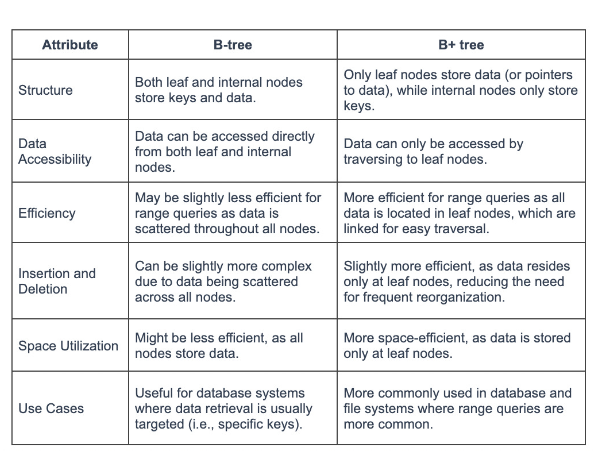 Attribute
B-tree
B+ tree
Structure
Both leaf and internal nodes
store keys and data.
Only leaf nodes store data (or pointers
to data), while internal nodes only store
keys.
Data
Accessibility
Data can be accessed directly
from both leaf and internal
nodes.
Data can only be accessed by
traversing to leaf nodes.
Efficiency
May be slightly less efficient for
range queries as data is
scattered throughout all nodes.
More efficient for range queries as all
data is located in leaf nodes, which are
linked for easy traversal.
Insertion and
Deletion
Can be slightly more complex
due to data being scattered
across all nodes.
Slightly more efficient, as data resides
only at leaf nodes, reducing the need
for frequent reorganization.
Space Utilization
Might be less efficient, as all
nodes store data.
More space-efficient, as data is stored
only at leaf nodes.
Use Cases
Useful for database systems
where data retrieval is usually
targeted (i.e., specific keys).
More commonly used in database and
file systems where range queries are
more common.